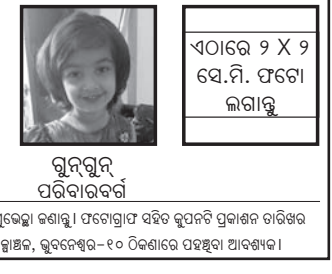 ଏଠାରେ ୨ X ୨
ସେ.ମି. ଫଟୋ
ଲଗାନ୍ତୁ
ଗୁନ୍‌ଗୁନ୍
ପରିବାରବର୍ଗ
ଜଣାନ୍ତୁ। ଫଟୋଗ୍ରାଫ ସହିତ କୁପନଟି ପ୍ରକାଶନ ତାରିଖର
ଭୁବନେଶ୍ୱର-୧୦ ଠିକଣାରେ ପହଞ୍ଚିବା ଆବଶ୍ୟକ।